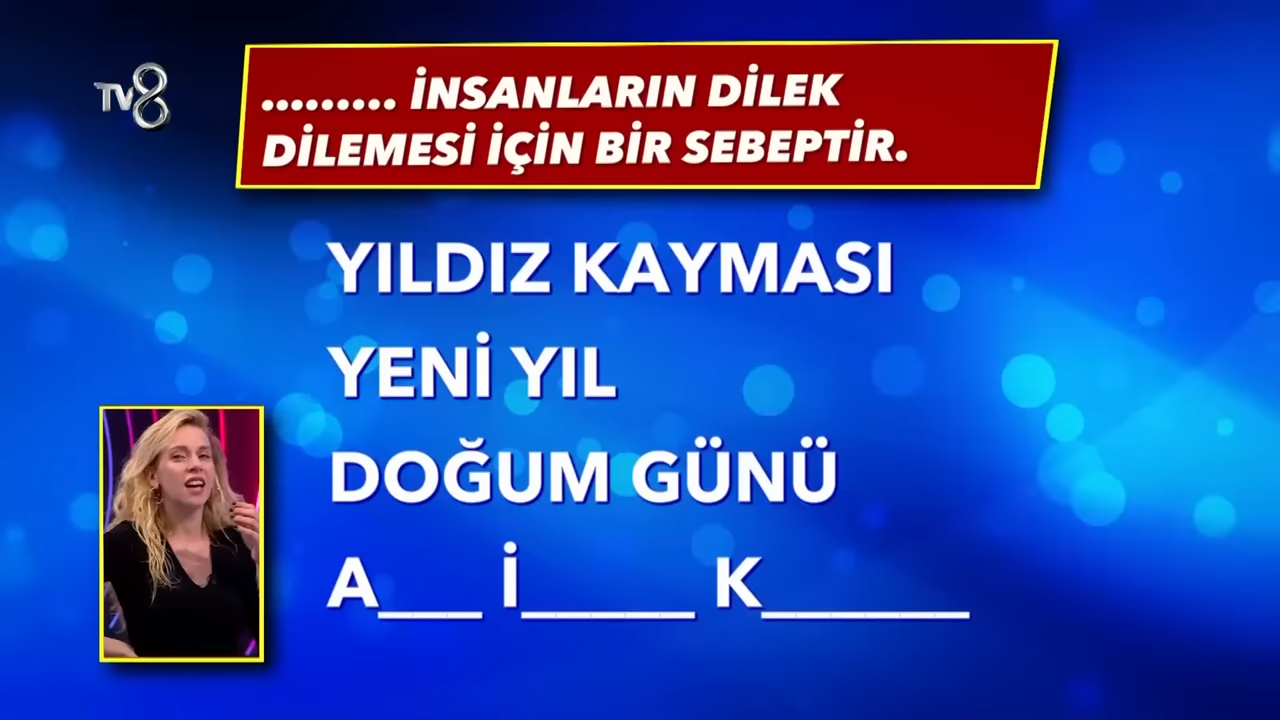 TV8
......... İNSANLARIN DİLEK
DİLEMESİ İÇİN BİR SEBEPTİR.
YILDIZ KAYMASI
YENİ YIL
DOĞUM GÜNÜ
A___ İ_____ K______